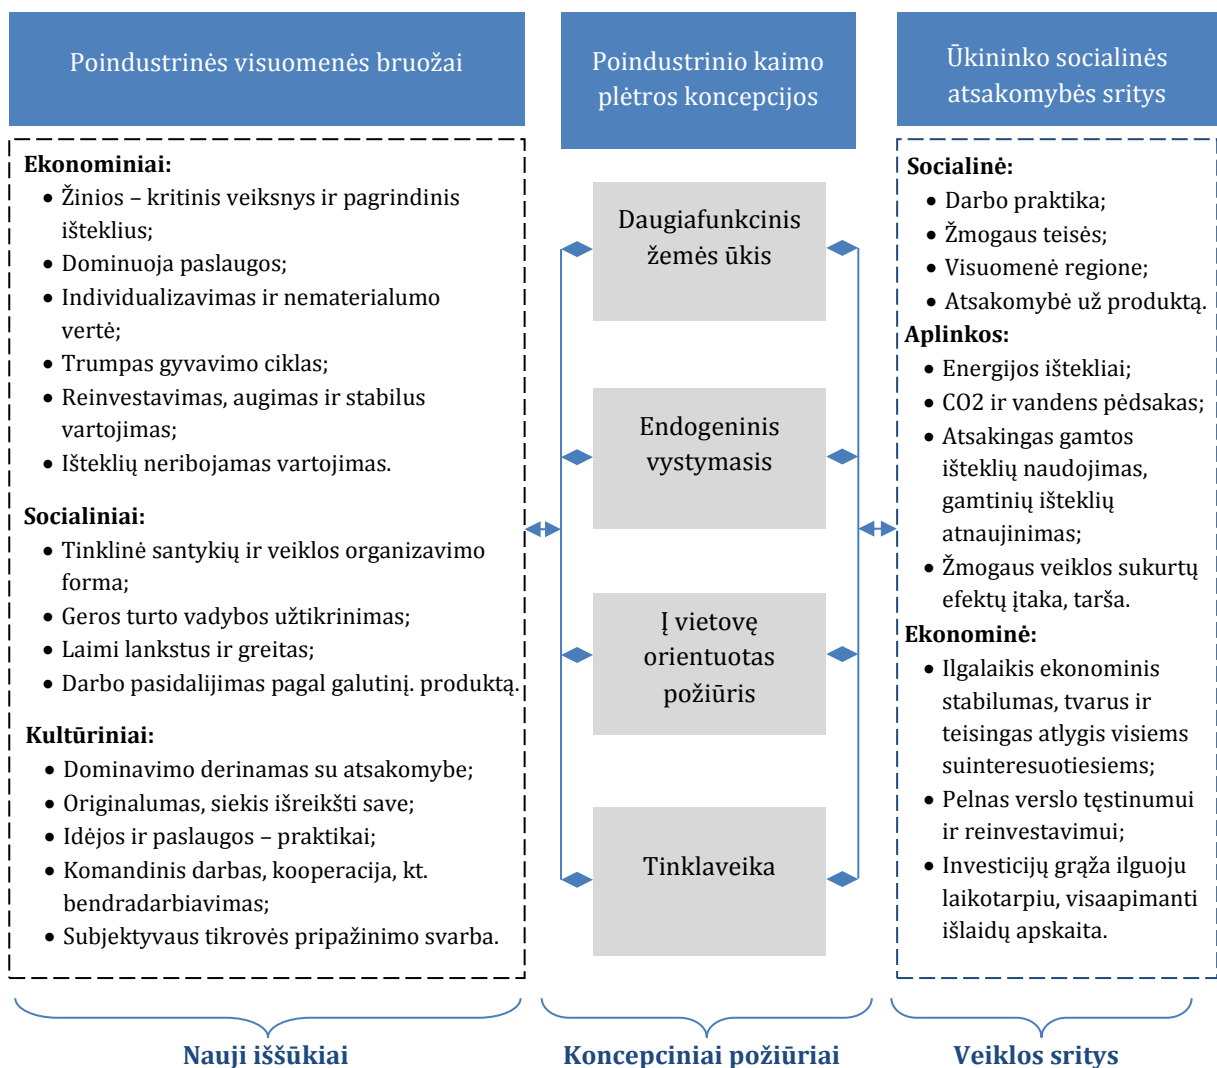 Poindustrinės visuomenės bruožai
Ekonominiai:
• Žinios – kritinis veiksnys ir pagrindinis
išteklius;
• Dominuoja paslaugos;
• Individualizavimas ir nematerialumo
vertė;
• Trumpas gyvavimo ciklas;
• Reinvestavimas, augimas ir stabilus
vartojimas;
• Išteklių neribojamas vartojimas.
Socialiniai:
• Tinklinė santykių ir veiklos organizavimo
forma;
• Geros turto vadybos užtikrinimas;
• Laimi lankstus ir greitas;
• Darbo pasidalijimas pagal galutinį. produktą.
Kultūriniai:
• Dominavimo derinamas su atsakomybe;
• Originalumas, siekis išreikšti save;
• Idėjos ir paslaugos – praktikai;
• Komandinis darbas, kooperacija, kt.
bendradarbiavimas;
• Subjektyvaus tikrovės pripažinimo svarba.
Nauji iššūkiai
Poindustrinio kaimo
plėtros koncepcijos
Daugiafunkcinis
žemės ūkis
Endogeninis
vystymasis
Į vietovę
orientuotas
požiūris
Tinklaveika
Koncepciniai požiūriai
Ūkininko socialinės
atsakomybės sritys
Socialinė:
• Darbo praktika;
• Žmogaus teisės;
• Visuomenė regione;
• Atsakomybė už produktą.
Aplinkos:
• Energijos ištekliai;
• CO2 ir vandens pėdsakas;
• Atsakingas gamtos
išteklių naudojimas,
gamtinių išteklių
atnaujinimas;
• Žmogaus veiklos sukurtų
efektų įtaka, tarša.
Ekonominė:
• Ilgalaikis ekonominis
stabilumas, tvarus ir
teisingas atlygis visiems
suinteresuotiesiems;
• Pelnas verslo tęstinumui
ir reinvestavimui;
• Investicijų grąža ilguoju
laikotarpiu, visaapimanti
išlaidų apskaita.
Veiklos sritys